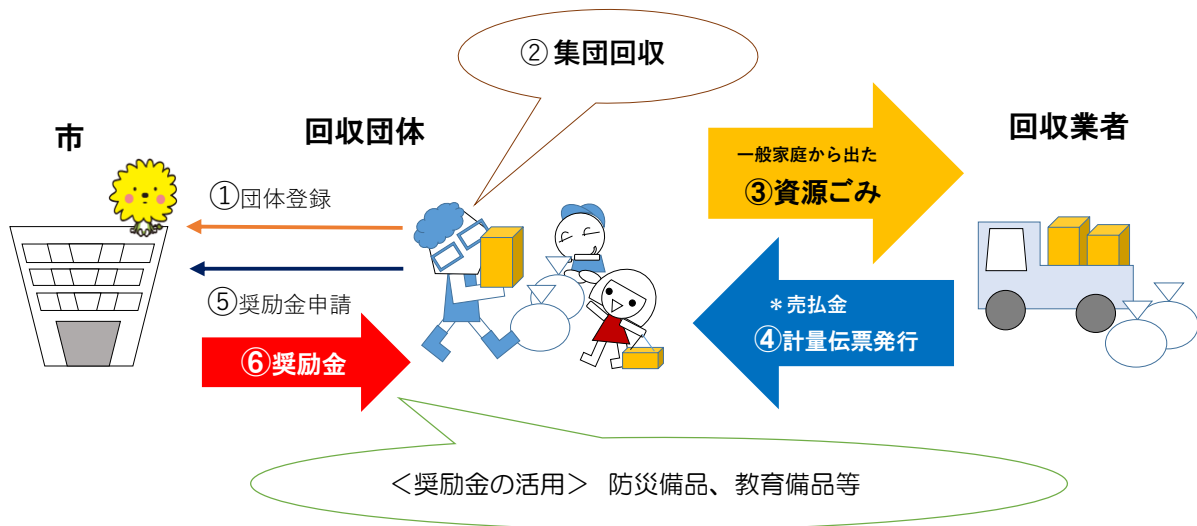 ②集団回収
市
回収団体
回収業者
一般家庭から出た
③資源ごみ
①団体登録
⑤奨励金申請
＊売払金
④計量伝票発行
⑥奨励金
＜奨励金の活用＞ 防災備品、教育備品等